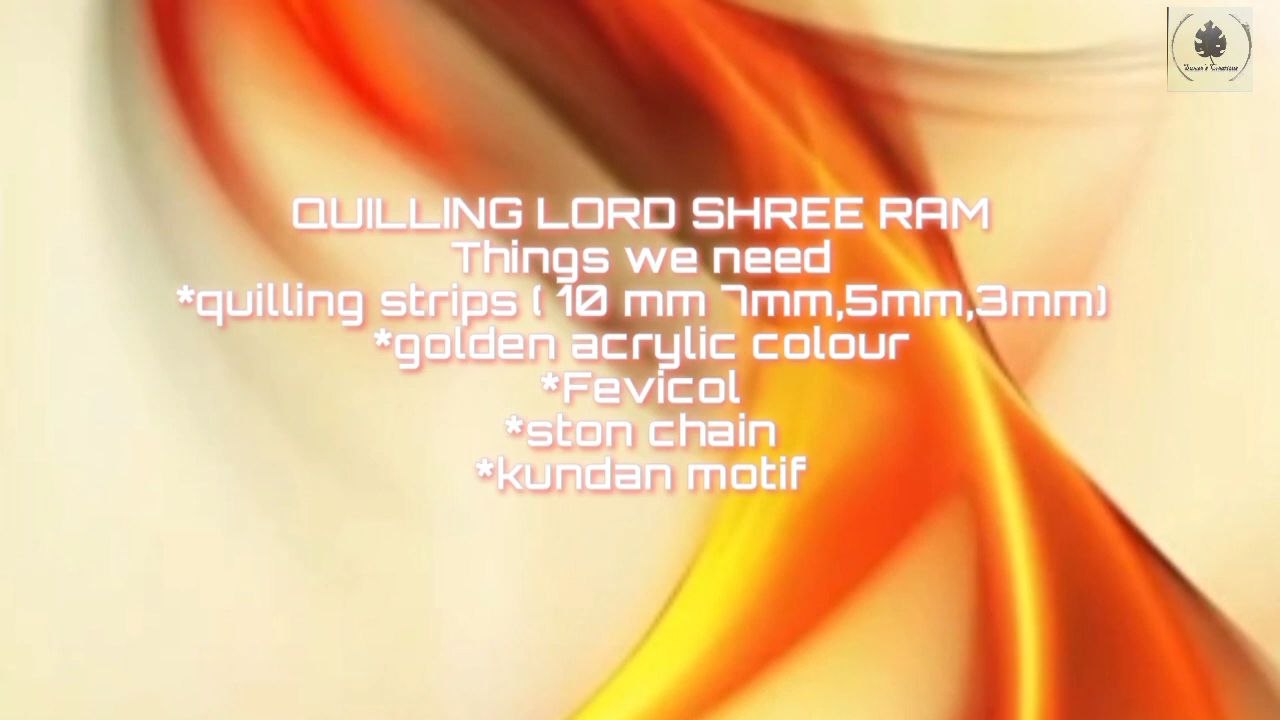 QUILLING LORD SHREE RAM
Things we need
*quilling strips ( 10 mm 7mm,5mm,3mm)
*golden acrylic colour
*Fevicol
*ston chain
*kundan motif